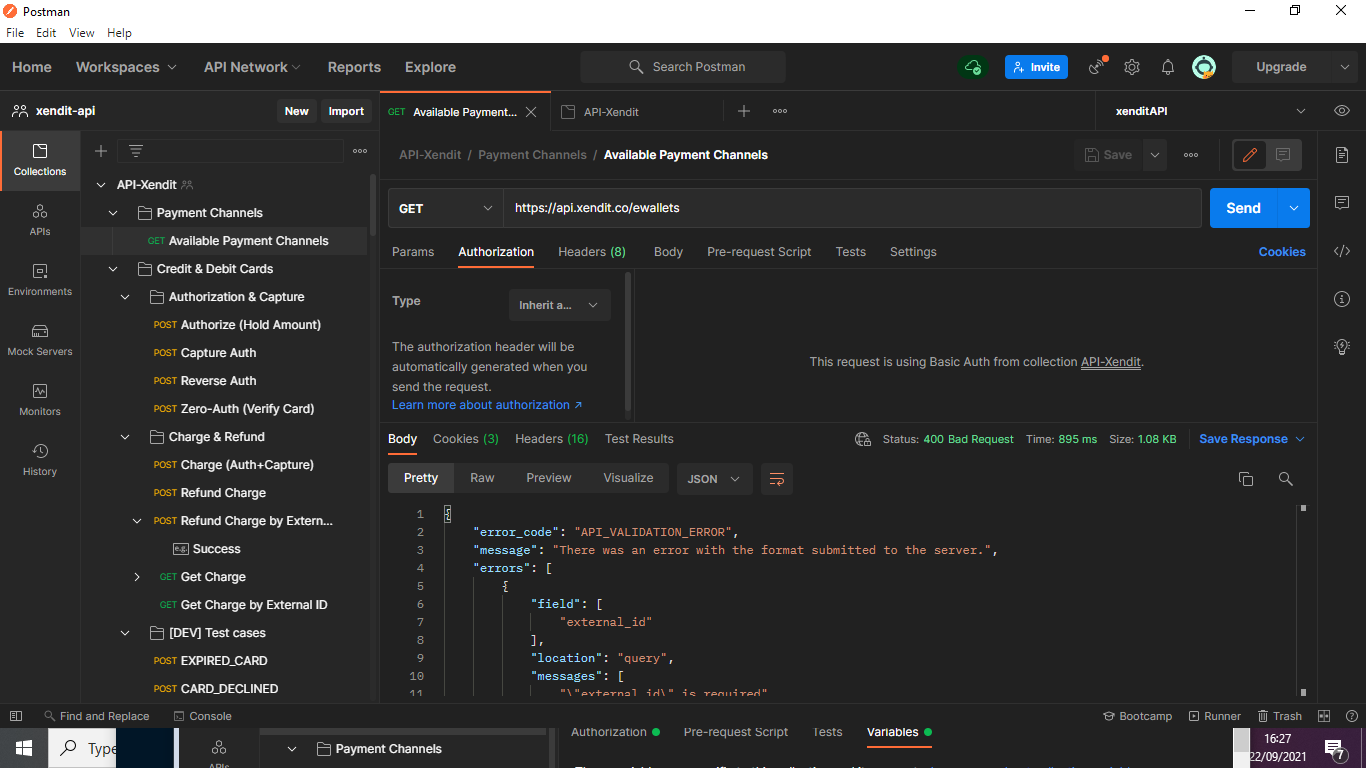 Postman
File Edit View Help
Home Workspaces API Network Reports Explore Search Postman Invite Upgrade
xendit-api New Import
GET Available Payment... API-Xendit xenditAPI
Collections
APIs
Environments
Mock Servers
Monitors
History
API-Xendit
Payment Channels
GET Available Payment Channels
Credit & Debit Cards
Authorization & Capture
POST Authorize (Hold Amount)
POST Capture Auth
POST Reverse Auth
POST Zero-Auth (Verify Card)
Charge & Refund
POST Charge (Auth+Capture)
POST Refund Charge
POST Refund Charge by Extern...
e.g. Success
GET Get Charge
GET Get Charge by External ID
[DEV] Test cases
POST EXPIRED_CARD
POST CARD_DECLINED
API-Xendit / Payment Channels / Available Payment Channels Save
GET https://api.xendit.co/ewallets Send
Params Authorization Headers (8) Body Pre-request Script Tests Settings Cookies
Type Inherit a...
The authorization header will be
automatically generated when you
send the request.
Learn more about authorization ↗
This request is using Basic Auth from collection API-Xendit.
Body Cookies (3) Headers (16) Test Results Status: 400 Bad Request Time: 895 ms Size: 1.08 KB Save Response
Pretty Raw Preview Visualize JSON
1 {
2 "error_code": "API_VALIDATION_ERROR",
3 "message": "There was an error with the format submitted to the server.",
4 "errors": [
5 {
6 "field": [
7 "external_id"
8 ],
9 "location": "query",
10 "messages": [
11 "\"external_id\" is required"
Find and Replace Console Bootcamp Runner Trash
Type
APIs
Payment Channels
Authorization Pre-request Script Tests Variables
16:27
22/09/2021
7